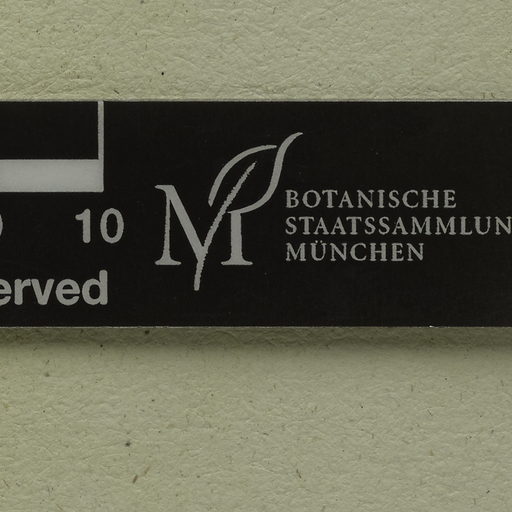 10
erved
M
BOTANISCHE
STAATSSAMMLUN
MÜNCHEN